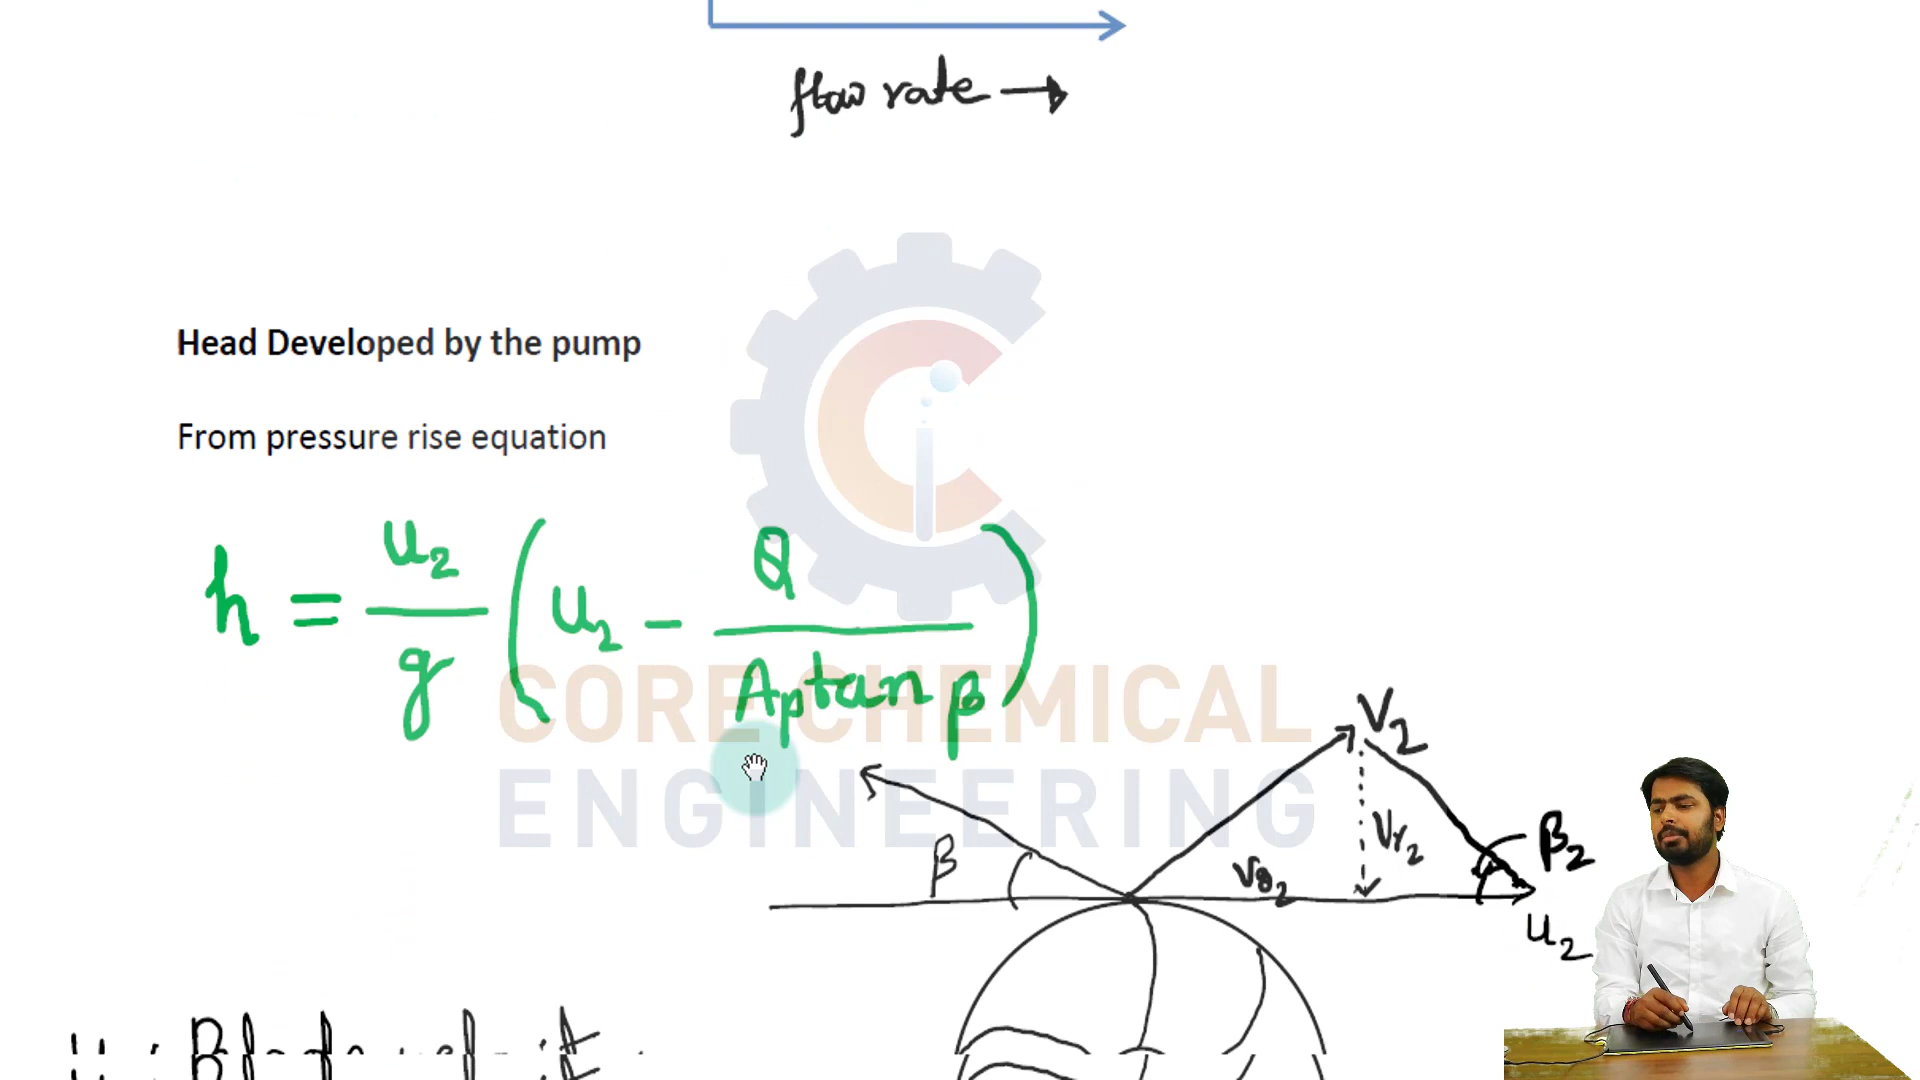 flow rate →
Head Developed by the pump
From pressure rise equation
h = u₂/g (u₂ − Q/(Aₚ tan β))
CORE CHEMICAL
ENGINEERING
V₂
β
Vθ₂
Vr₂
β₂
u₂